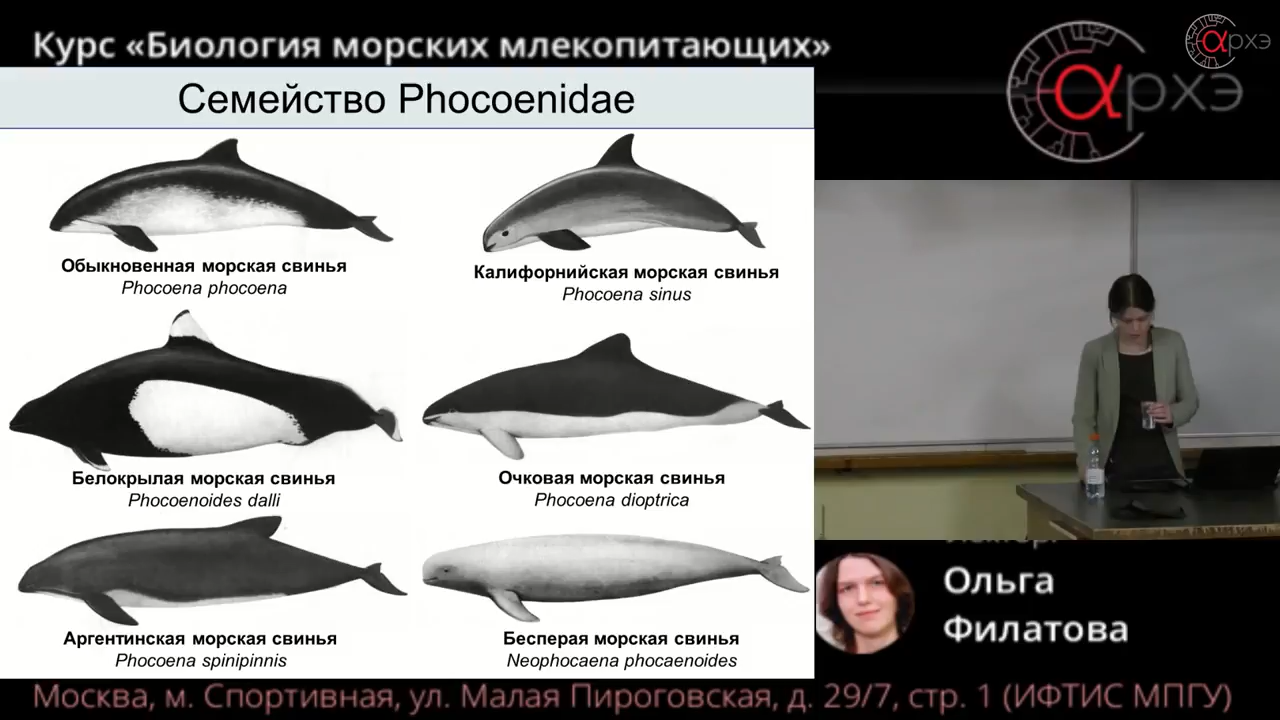 Курс «Биология морских млекопитающих»
αрхэ
αрхэ
Семейство Phocoenidae
Обыкновенная морская свинья
Phocoena phocoena
Калифорнийская морская свинья
Phocoena sinus
Белокрылая морская свинья
Phocoenoides dalli
Очковая морская свинья
Phocoena dioptrica
Аргентинская морская свинья
Phocoena spinipinnis
Бесперая морская свинья
Neophocaena phocaenoides
Ольга
Филатова
Москва, м. Спортивная, ул. Малая Пироговская, д. 29/7, стр. 1 (ИФТИС МПГУ)